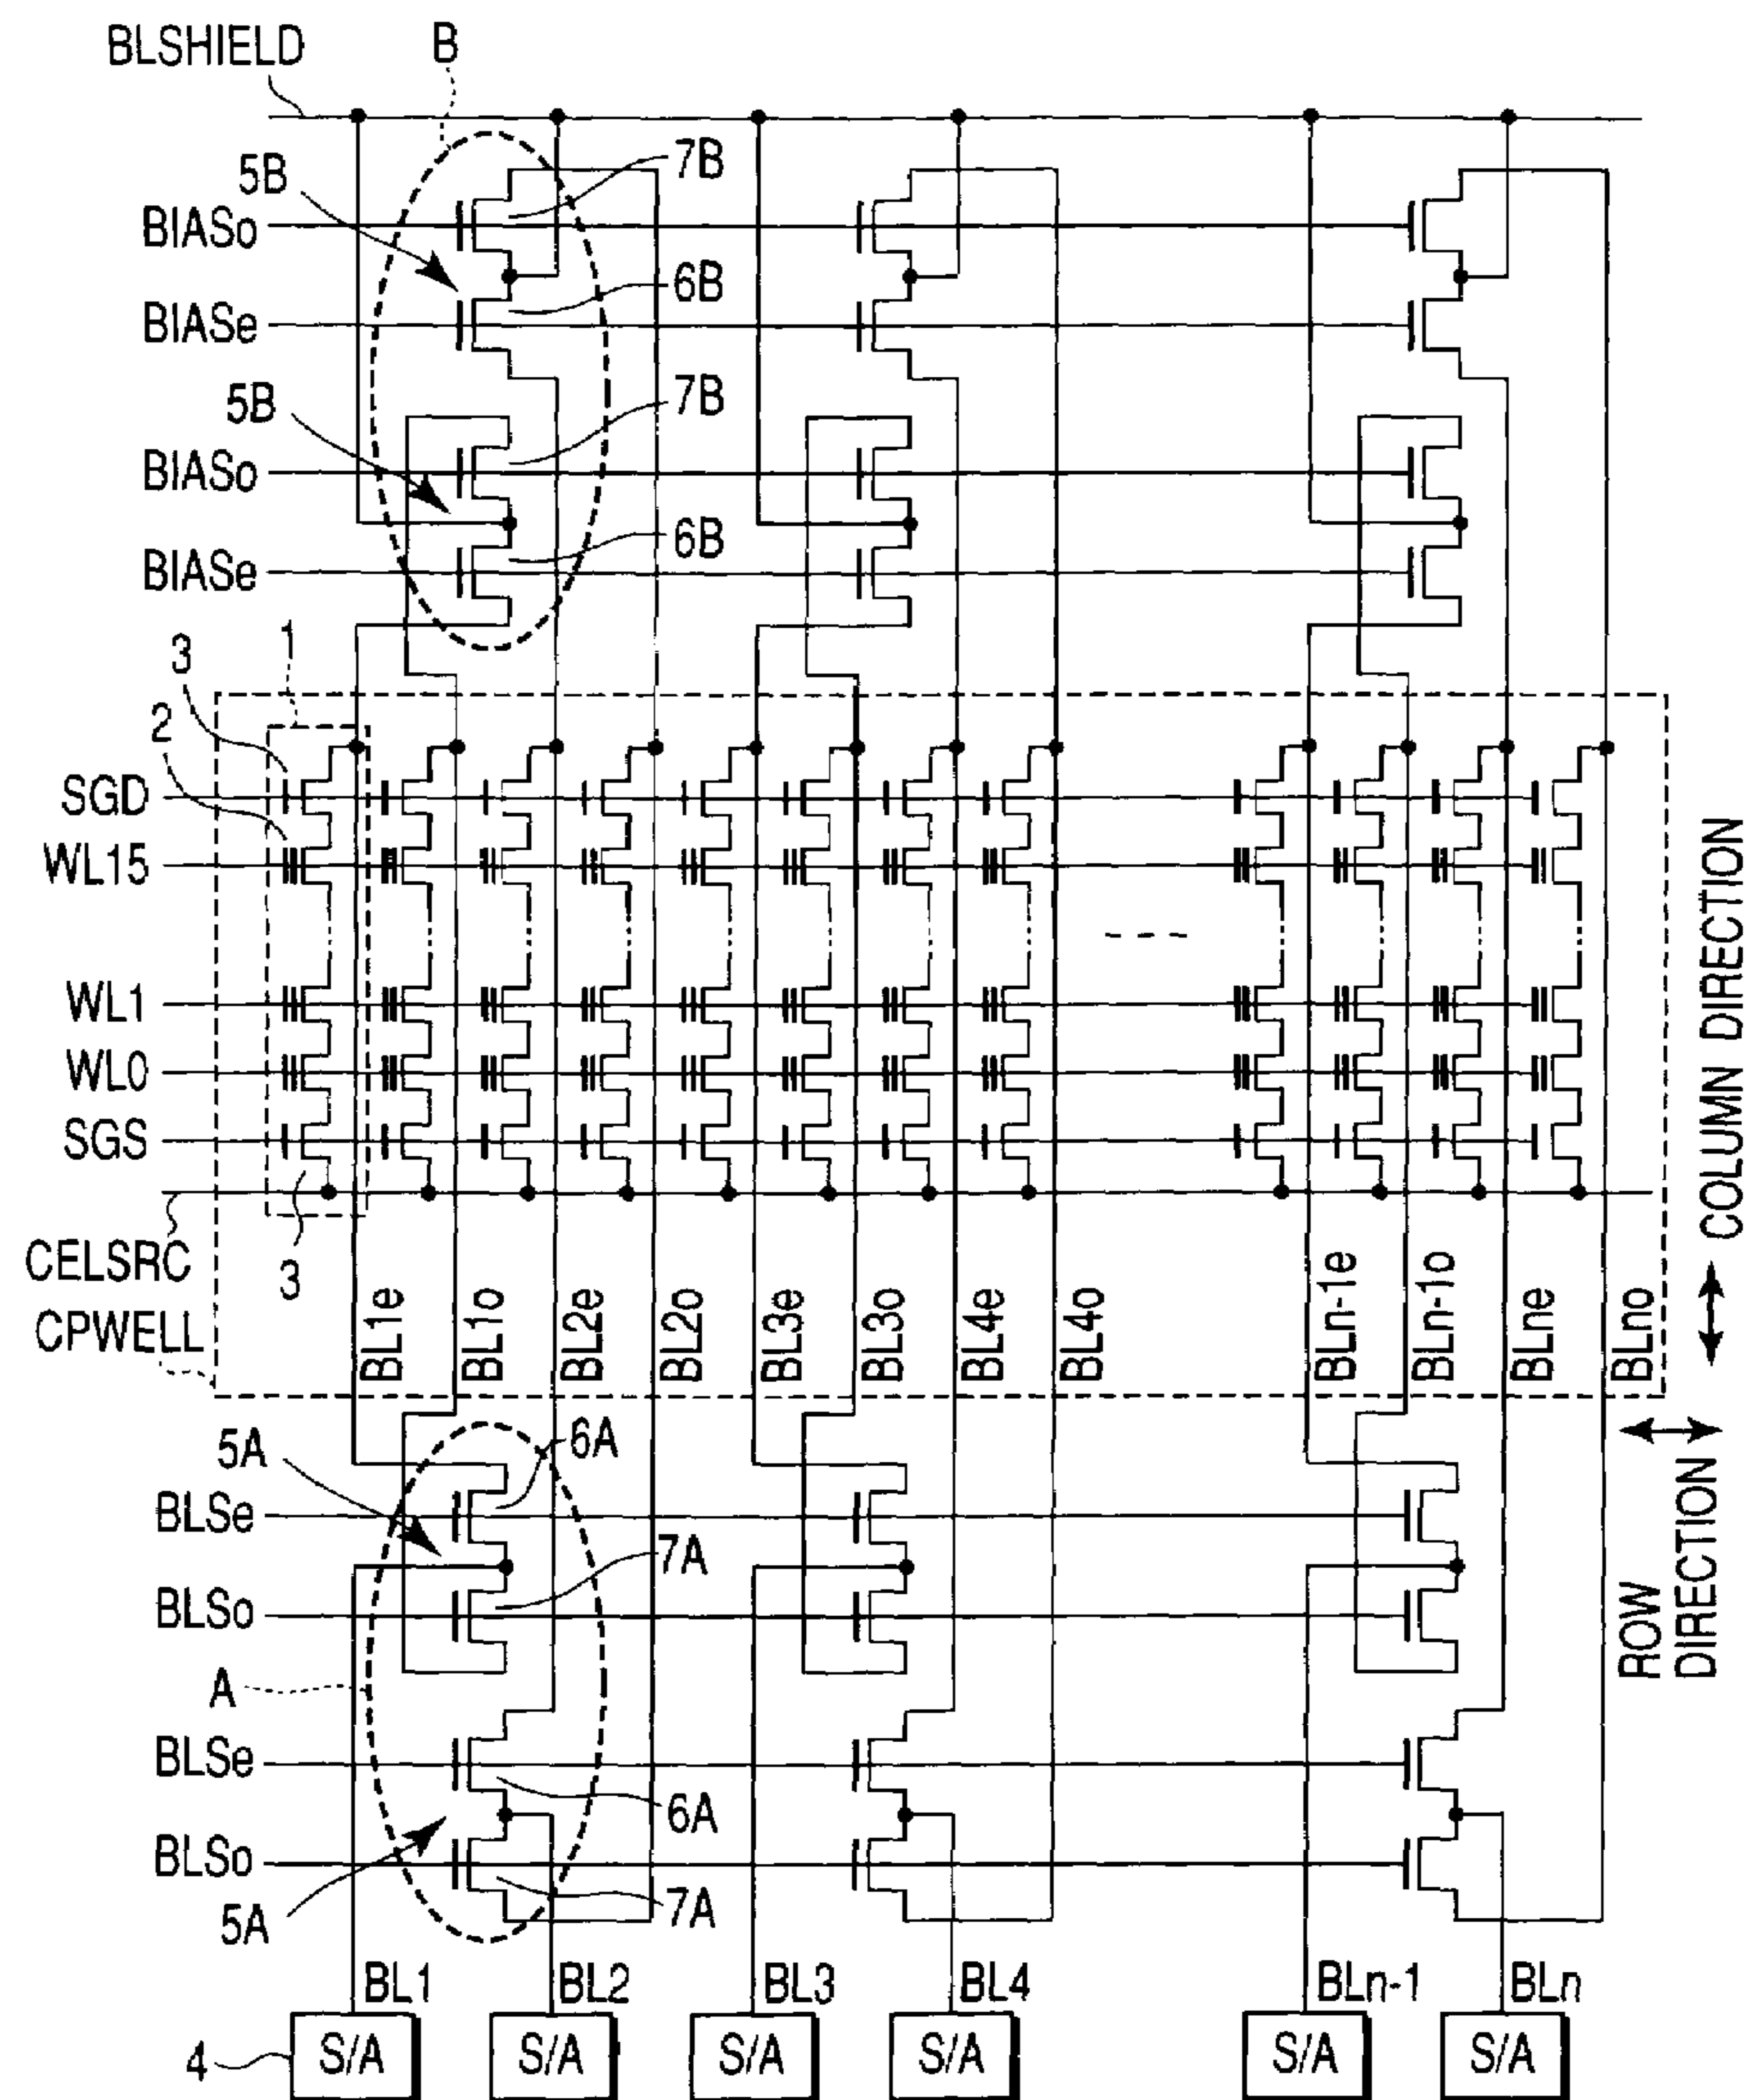 BLSHIELD
B
5B
7B
BIASo
6B
BIASe
5B
7B
BIASo
6B
BIASe
1
3
2
SGD
WL15
WL1
WL0
SGS
CELSRC
3
CPWELL
BL1e
BL1o
BL2e
BL2o
BL3e
BL3o
BL4e
BL4o
BLn-1e
BLn-1o
BLne
BLno
COLUMN DIRECTION
ROW
DIRECTION
5A
6A
BLSe
7A
BLSo
A
BLSe
6A
BLSo
5A
7A
BL1
BL2
BL3
BL4
BLn-1
BLn
4
S/A
S/A
S/A
S/A
S/A
S/A